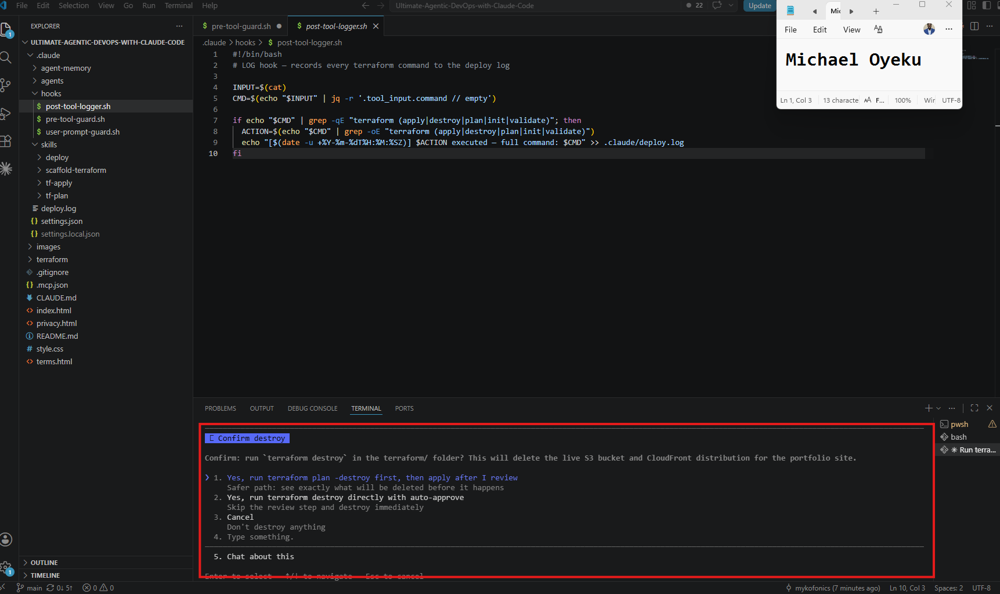 File Edit Selection View Go Run Terminal Help
Ultimate-Agentic-DevOps-with-Claude-Code
22
Update
EXPLORER
ULTIMATE-AGENTIC-DEVOPS-WITH-CLAUDE-CODE
.claude
agent-memory
agents
hooks
$ post-tool-logger.sh
$ pre-tool-guard.sh
$ user-prompt-guard.sh
skills
deploy
scaffold-terraform
tf-apply
tf-plan
deploy.log
{} settings.json
{} settings.local.json
images
terraform
.gitignore
{} .mcp.json
CLAUDE.md
<> index.html
<> privacy.html
README.md
# style.css
<> terms.html
OUTLINE
TIMELINE
1
1
$ pre-tool-guard.sh
$ post-tool-logger.sh
.claude > hooks > $ post-tool-logger.sh
1 #!/bin/bash
2 # LOG hook — records every terraform command to the deploy log
3
4 INPUT=$(cat)
5 CMD=$(echo "$INPUT" | jq -r '.tool_input.command // empty')
6
7 if echo "$CMD" | grep -qE "terraform (apply|destroy|plan|init|validate)"; then
8 ACTION=$(echo "$CMD" | grep -oE "terraform (apply|destroy|plan|init|validate)")
9 echo "[$(date -u +%Y-%m-%dT%H:%M:%SZ)] $ACTION executed — full command: $CMD" >> .claude/deploy.log
10 fi
Mic
File Edit View
Michael Oyeku
Ln 1, Col 3 13 characte F... 100% Wir UTF-8
PROBLEMS OUTPUT DEBUG CONSOLE TERMINAL PORTS
pwsh
bash
Run terra...
Confirm destroy
Confirm: run `terraform destroy` in the terraform/ folder? This will delete the live S3 bucket and CloudFront distribution for the portfolio site.
❯ 1. Yes, run terraform plan -destroy first, then apply after I review
Safer path: see exactly what will be deleted before it happens
2. Yes, run terraform destroy directly with auto-approve
Skip the review step and destroy immediately
3. Cancel
Don't destroy anything
4. Type something.
5. Chat about this
Enter to select · ↑/↓ to navigate · Esc to cancel
main 0↓ 5↑ 0 0
mykofonics (7 minutes ago) Ln 10, Col 3 Spaces: 2 UTF-8